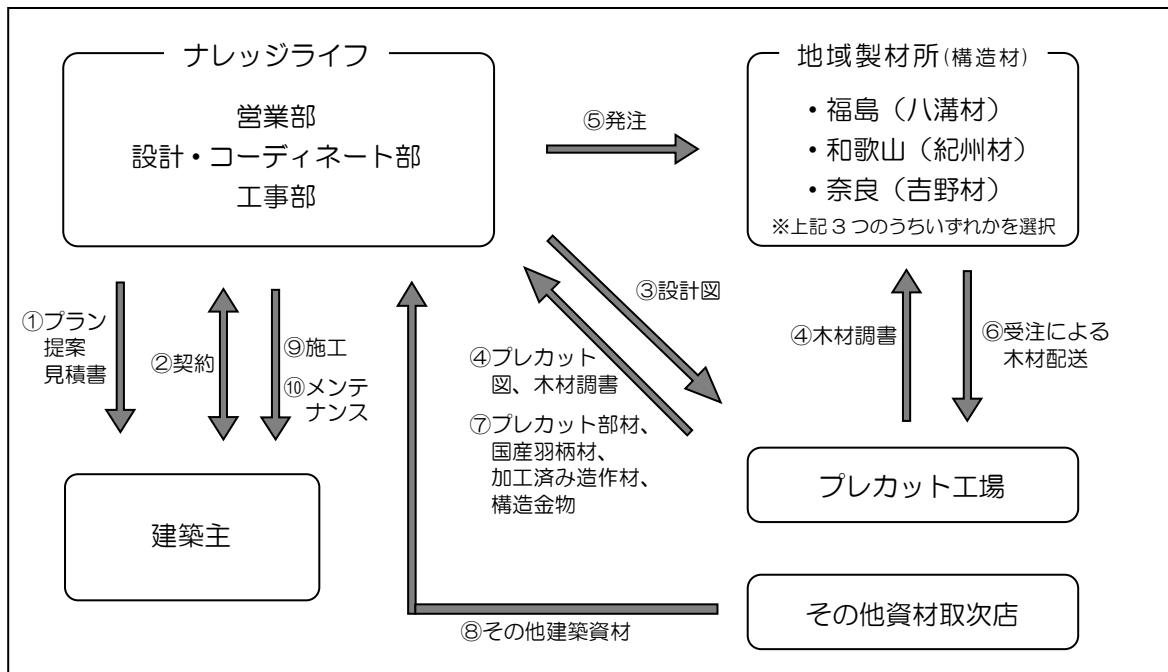 ナレッジライフ
営業部
設計・コーディネート部
工事部
⑤発注
地域製材所(構造材)
・福島（八溝材）
・和歌山（紀州材）
・奈良（吉野材）
※上記３つのうちいずれかを選択
①プラン
提案
見積書
②契約
⑨施工
⑩メンテ
ナンス
③設計図
④プレカット
図、木材調書
⑦プレカット部材、
国産羽柄材、
加工済み造作材、
構造金物
④木材調書
⑥受注による
木材配送
建築主
プレカット工場
その他資材取次店
⑧その他建築資材